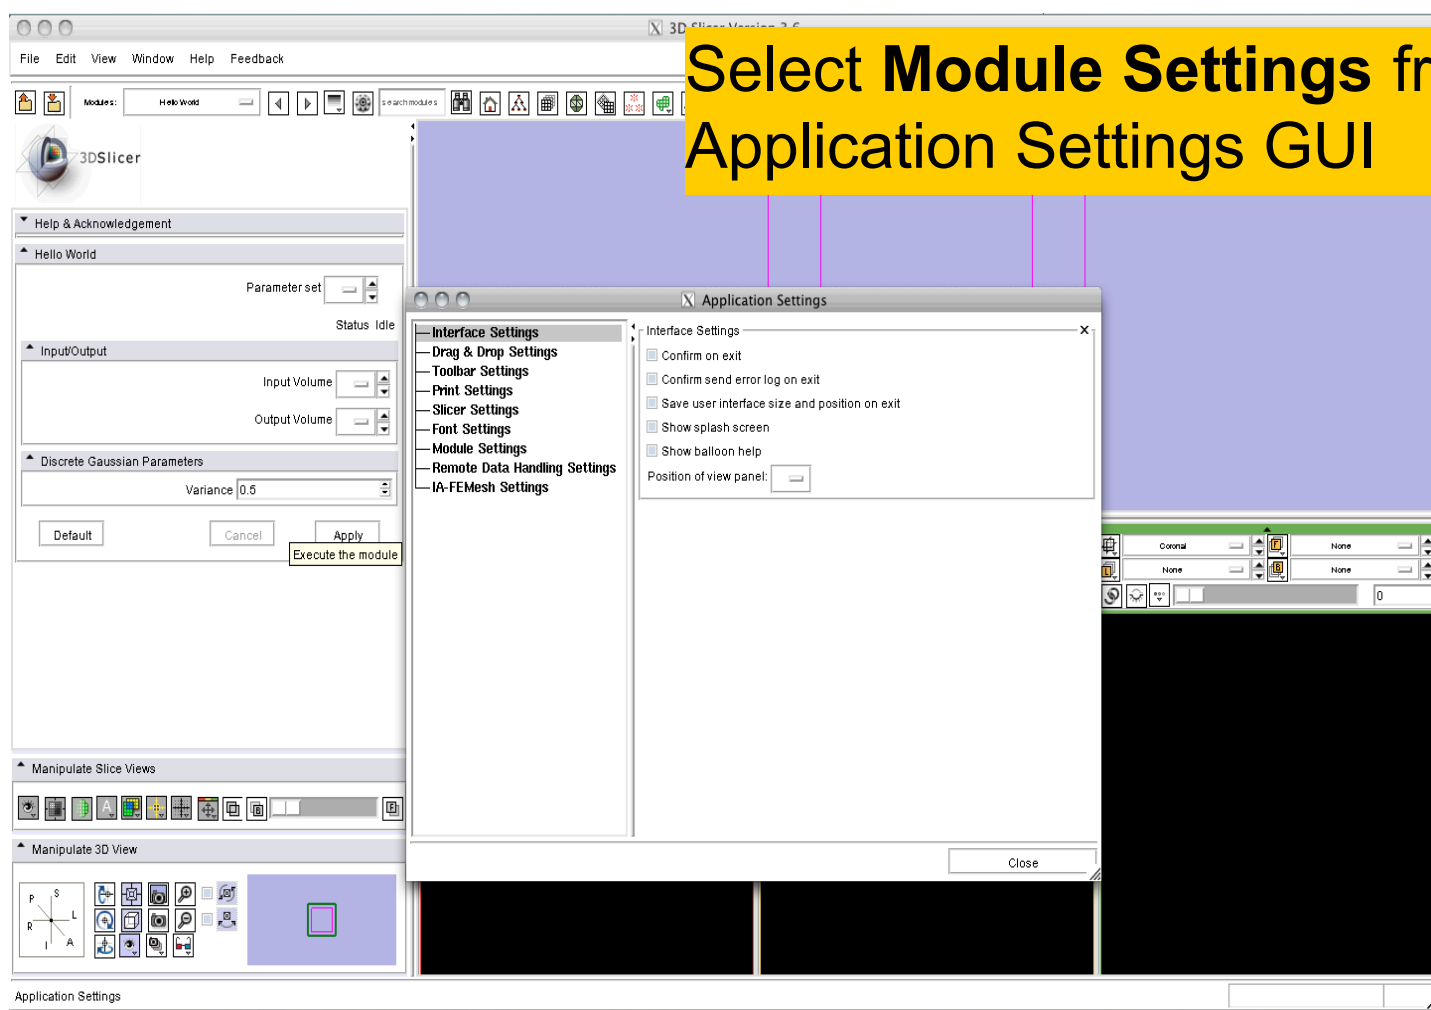 3D Slicer Version 3.6
File Edit View Window Help Feedback
Select Module Settings fr
Application Settings GUI
Modules: Hello World search modules
3DSlicer
Help & Acknowledgement
Hello World
Parameter set
Status Idle
Input/Output
Input Volume
Output Volume
Discrete Gaussian Parameters
Variance 0.5
Default Cancel Apply
Execute the module
Application Settings
Interface Settings
Drag & Drop Settings
Toolbar Settings
Print Settings
Slicer Settings
Font Settings
Module Settings
Remote Data Handling Settings
IA-FEMesh Settings
Interface Settings
Confirm on exit
Confirm send error log on exit
Save user interface size and position on exit
Show splash screen
Show balloon help
Position of view panel:
Close
Coronal None
None None
0
Manipulate Slice Views
Manipulate 3D View
P S
R L
I A
Application Settings